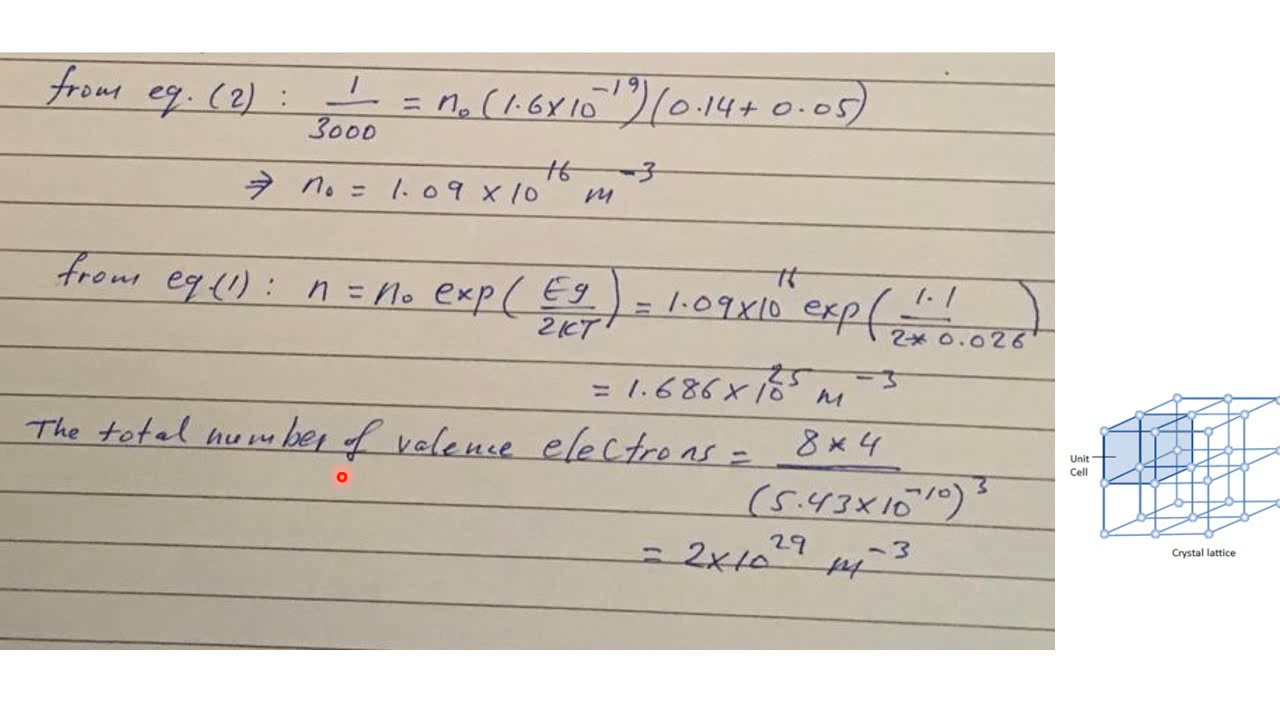 from eq. (2) : 1/3000 = n₀ (1.6×10⁻¹⁹)(0.14 + 0.05)
⇒ n₀ = 1.09 × 10¹⁶ m⁻³
from eq.(1) : n = n₀ exp(Eg/2KT) = 1.09×10¹⁶ exp(1.1/2*0.026)
= 1.686×10²⁵ m⁻³
The total number of valence electrons = 8*4/(5.43×10⁻¹⁰)³
= 2×10²⁹ m⁻³
Unit
Cell
Crystal lattice